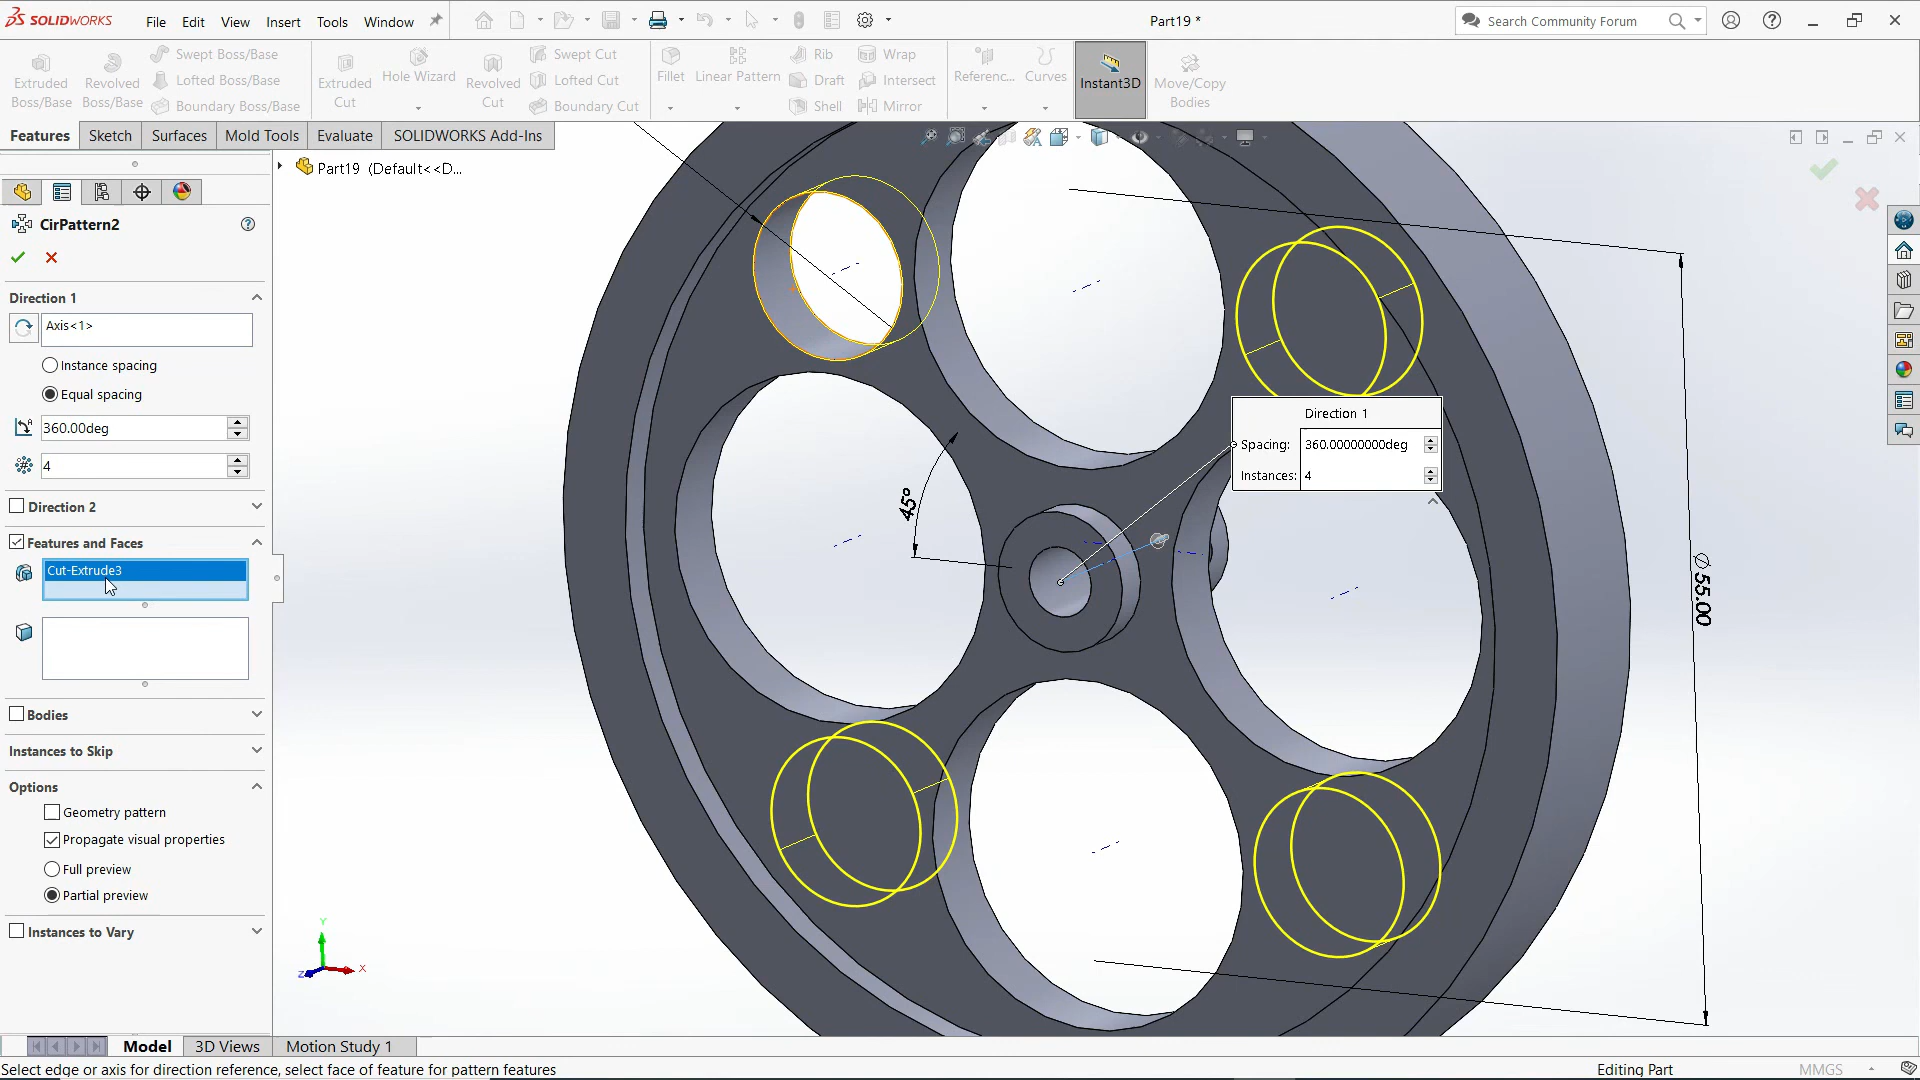 SOLIDWORKS File Edit View Insert Tools Window Part19 * Search Community Forum
Extruded Boss/Base
Revolved Boss/Base
Swept Boss/Base
Lofted Boss/Base
Boundary Boss/Base
Extruded Cut
Hole Wizard
Revolved Cut
Swept Cut
Lofted Cut
Boundary Cut
Fillet
Linear Pattern
Rib
Draft
Shell
Wrap
Intersect
Mirror
Referenc...
Curves
Instant3D
Move/Copy Bodies
Features Sketch Surfaces Mold Tools Evaluate SOLIDWORKS Add-Ins
Part19 (Default<<D...
CirPattern2
Direction 1
Axis<1>
Instance spacing
Equal spacing
360.00deg
4
Direction 2
Features and Faces
Cut-Extrude3
Bodies
Instances to Skip
Options
Geometry pattern
Propagate visual properties
Full preview
Partial preview
Instances to Vary
45°
Direction 1
Spacing: 360.00000000deg
Instances: 4
∅55.00
Y
Z
X
Model 3D Views Motion Study 1
Select edge or axis for direction reference, select face of feature for pattern features Editing Part MMGS